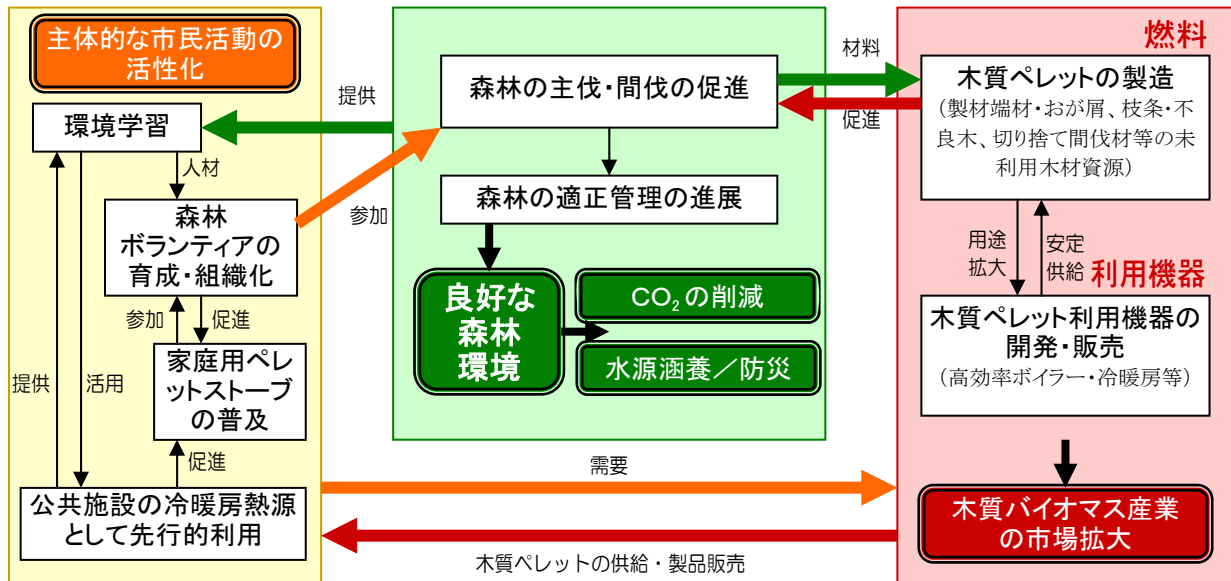 主体的な市民活動の
活性化
環境学習
人材
森林
ボランティアの
育成・組織化
参加
促進
家庭用ペレ
ットストーブ
の普及
提供
活用
促進
公共施設の冷暖房熱源
として先行的利用
提供
参加
森林の主伐・間伐の促進
森林の適正管理の進展
良好な
森林
環境
CO₂の削減
水源涵養／防災
材料
促進
燃料
木質ペレットの製造
（製材端材・おが屑、枝条・不
良木、切り捨て間伐材等の未
利用木材資源）
用途
拡大
安定
供給
利用機器
木質ペレット利用機器の
開発・販売
（高効率ボイラー・冷暖房等）
木質バイオマス産業
の市場拡大
需要
木質ペレットの供給・製品販売